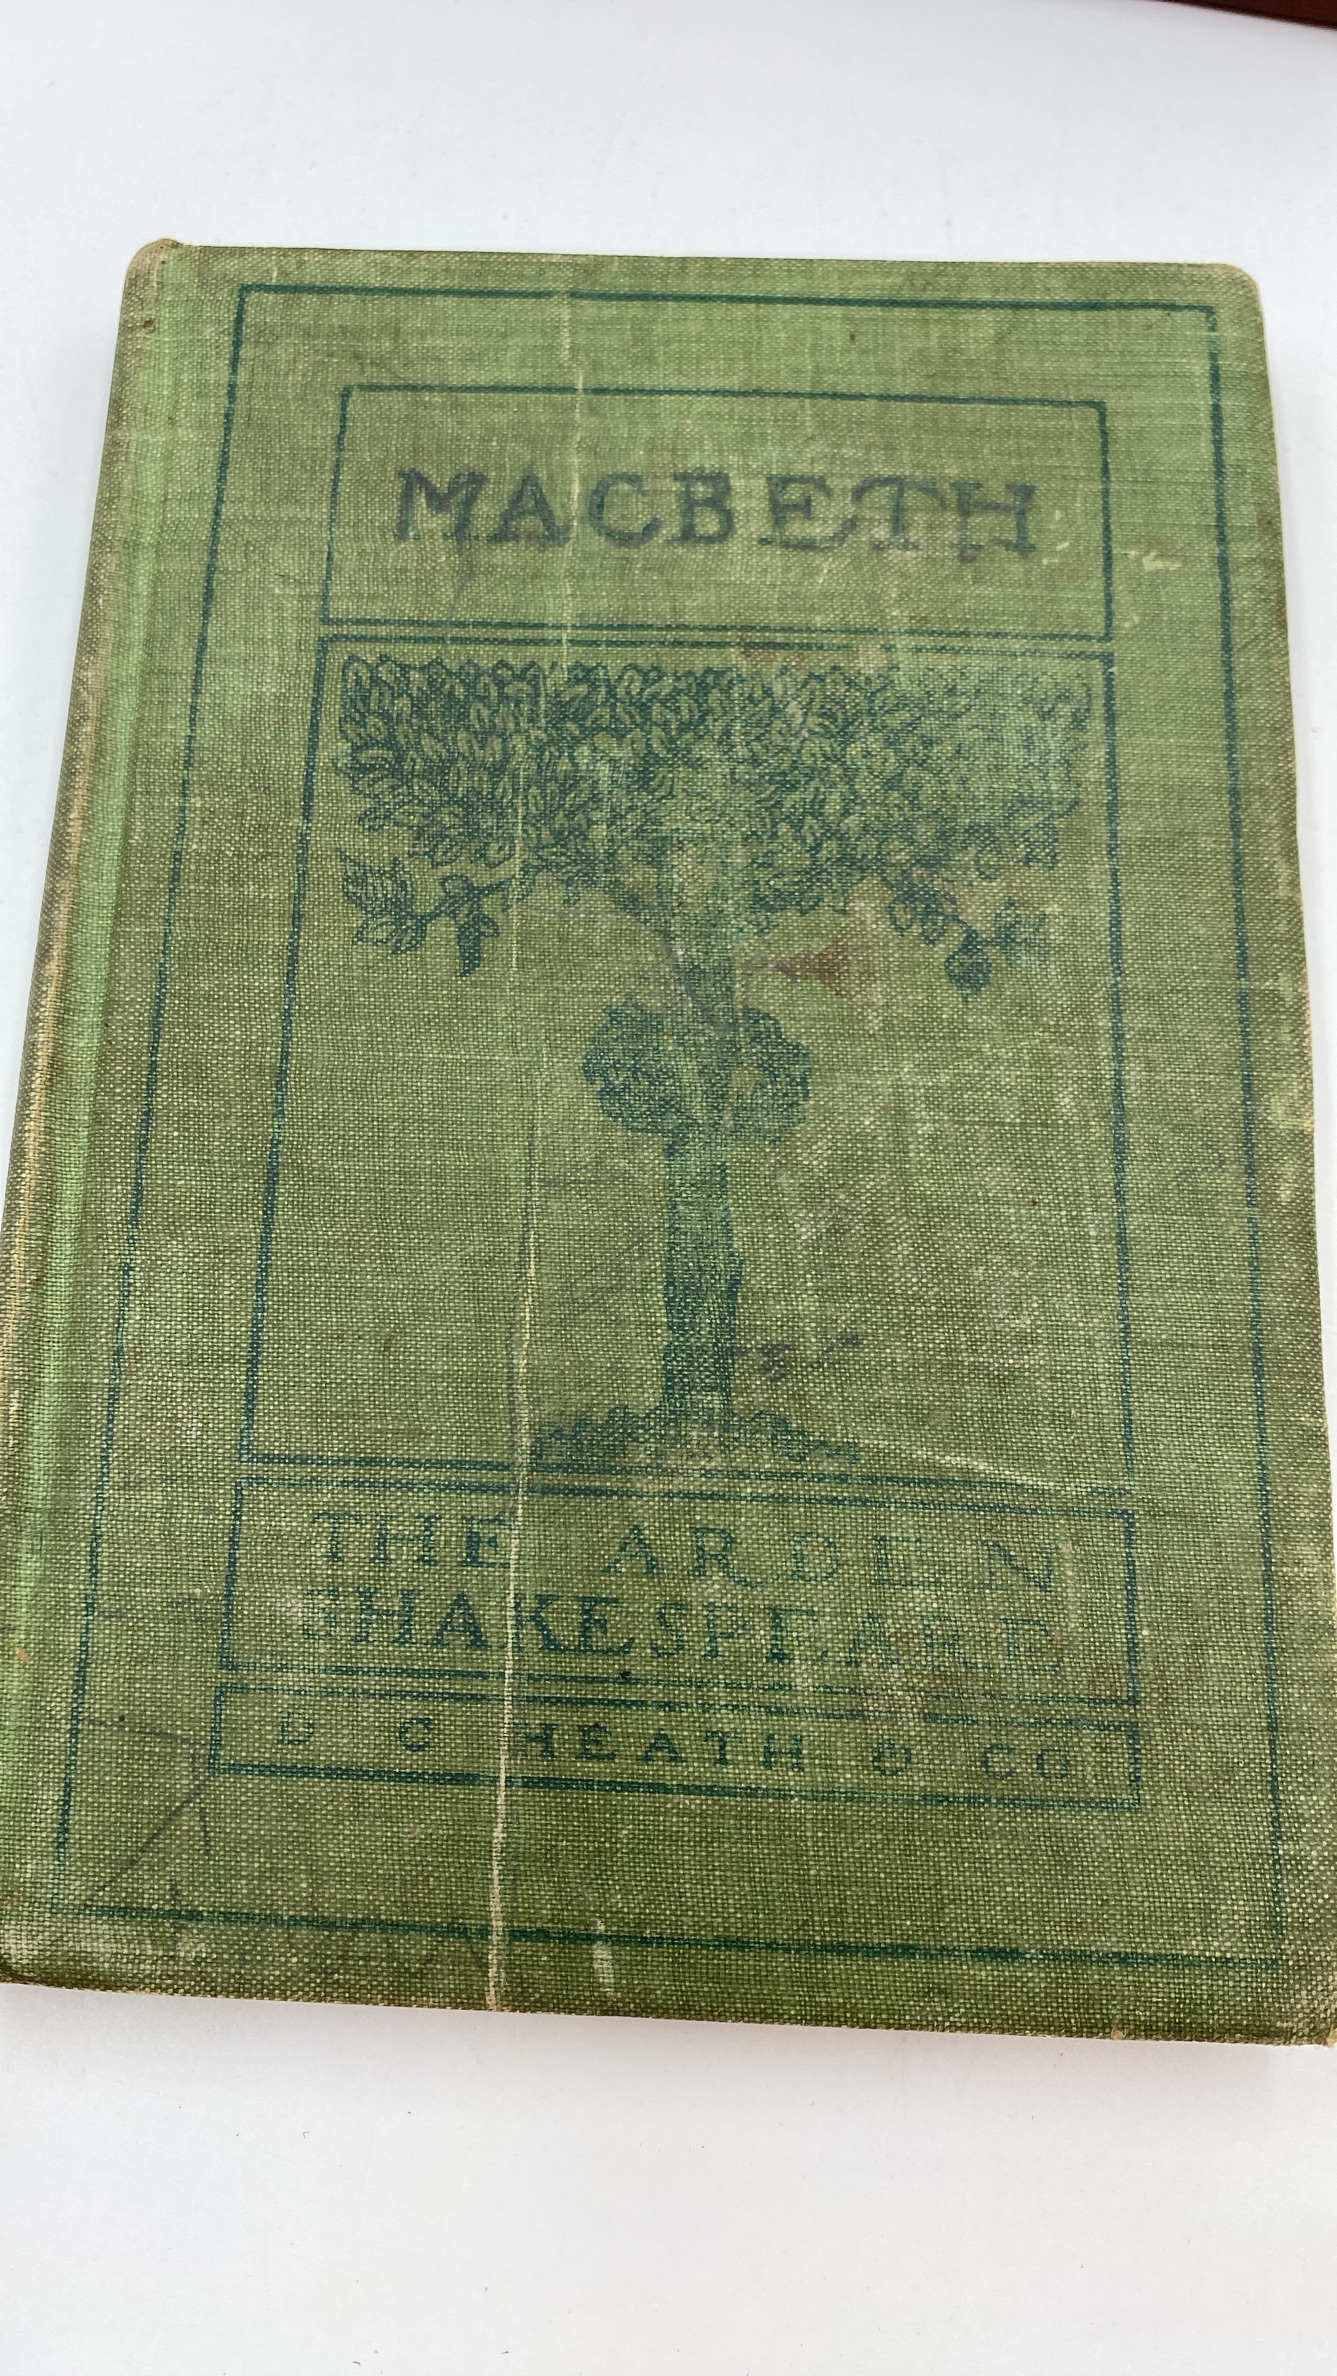 MACBETH
THE ARDEN
SHAKESPEARE
D C HEATH & CO